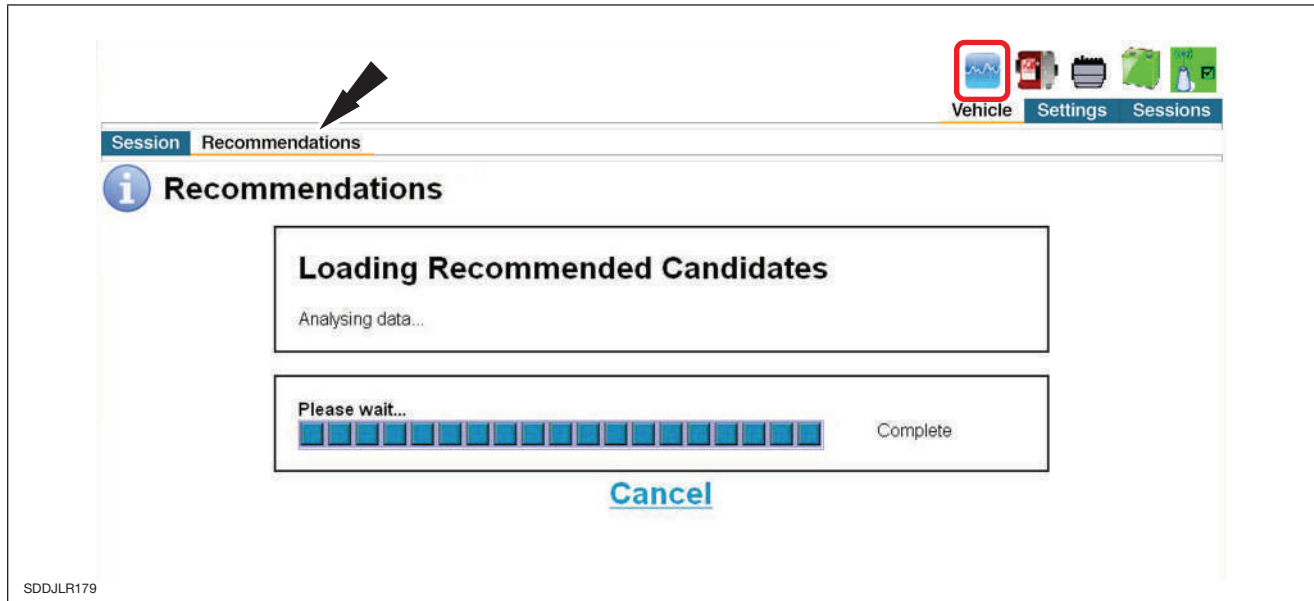 Vehicle Settings Sessions
Session Recommendations
Recommendations
Loading Recommended Candidates
Analysing data...
Please wait...
Complete
Cancel
SDDJLR179